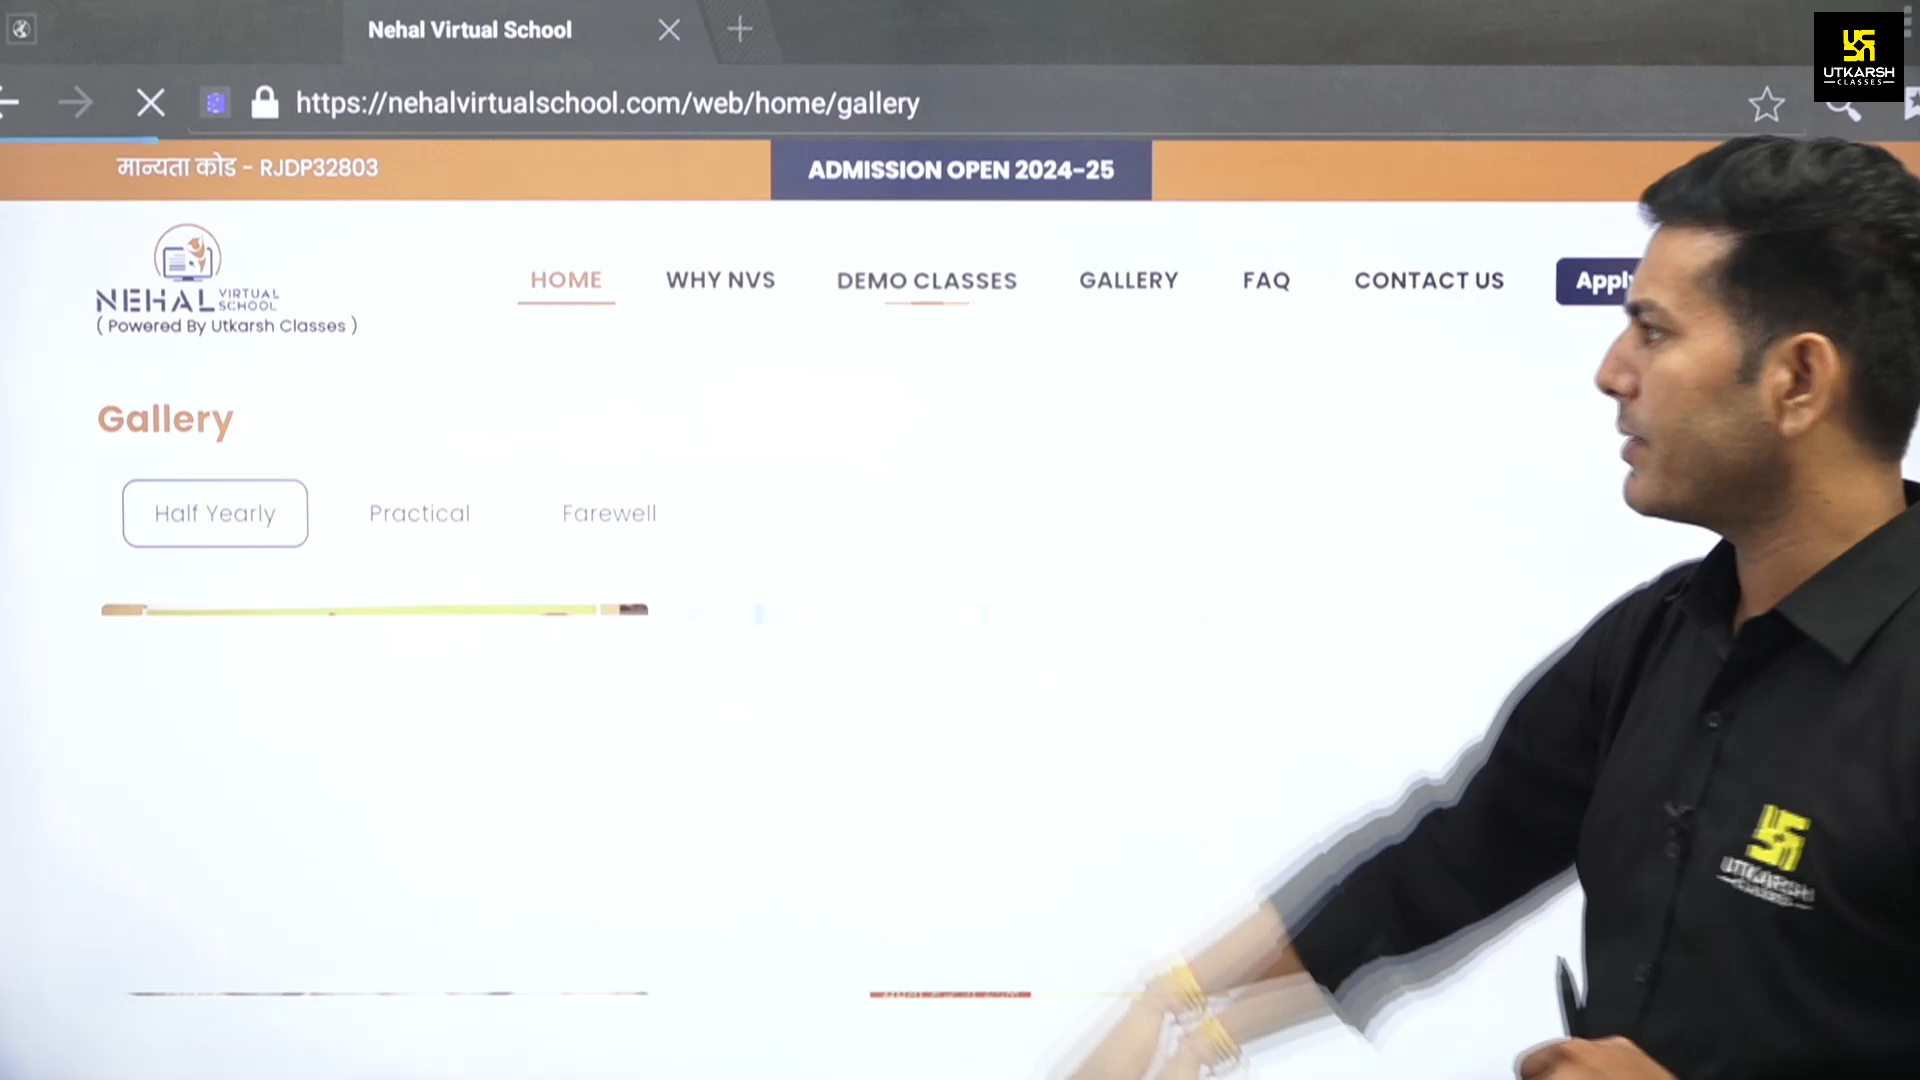 Nehal Virtual School
UTKARSH
CLASSES
https://nehalvirtualschool.com/web/home/gallery
मान्यता कोड - RJDP32803
ADMISSION OPEN 2024-25
NEHAL VIRTUAL SCHOOL
( Powered By Utkarsh Classes )
HOME
WHY NVS
DEMO CLASSES
GALLERY
FAQ
CONTACT US
Apply
Gallery
Half Yearly
Practical
Farewell
UTKARSH
CLASSES